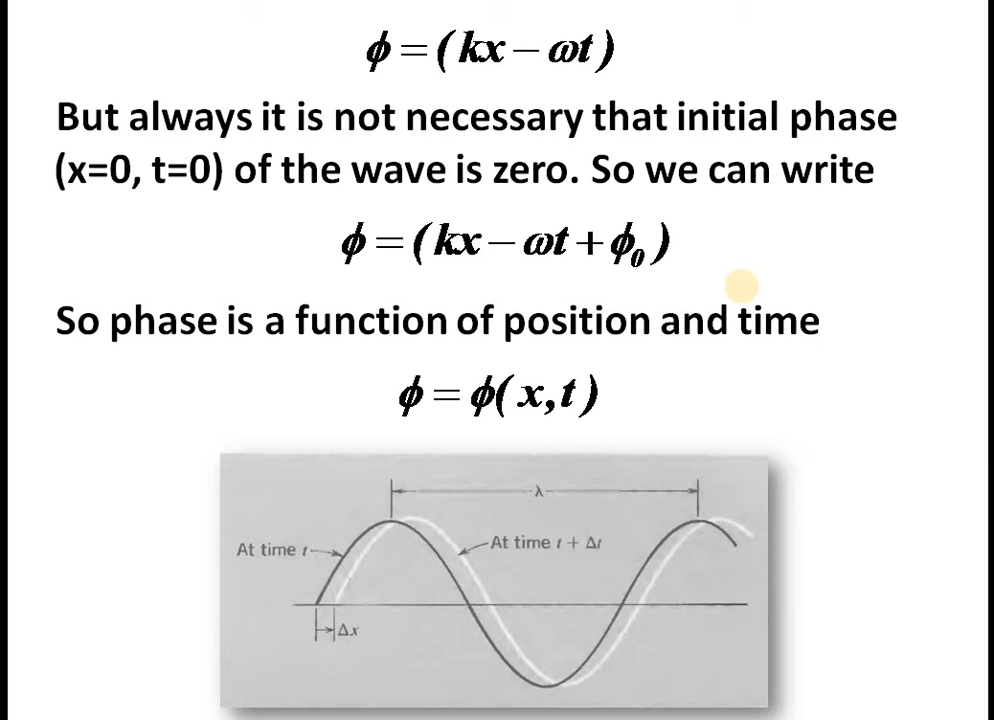 ϕ = (kx − ωt)
But always it is not necessary that initial phase
(x=0, t=0) of the wave is zero. So we can write
ϕ = (kx − ωt + ϕ₀)
So phase is a function of position and time
ϕ = ϕ(x,t)
λ
At time t
At time t + Δt
Δx